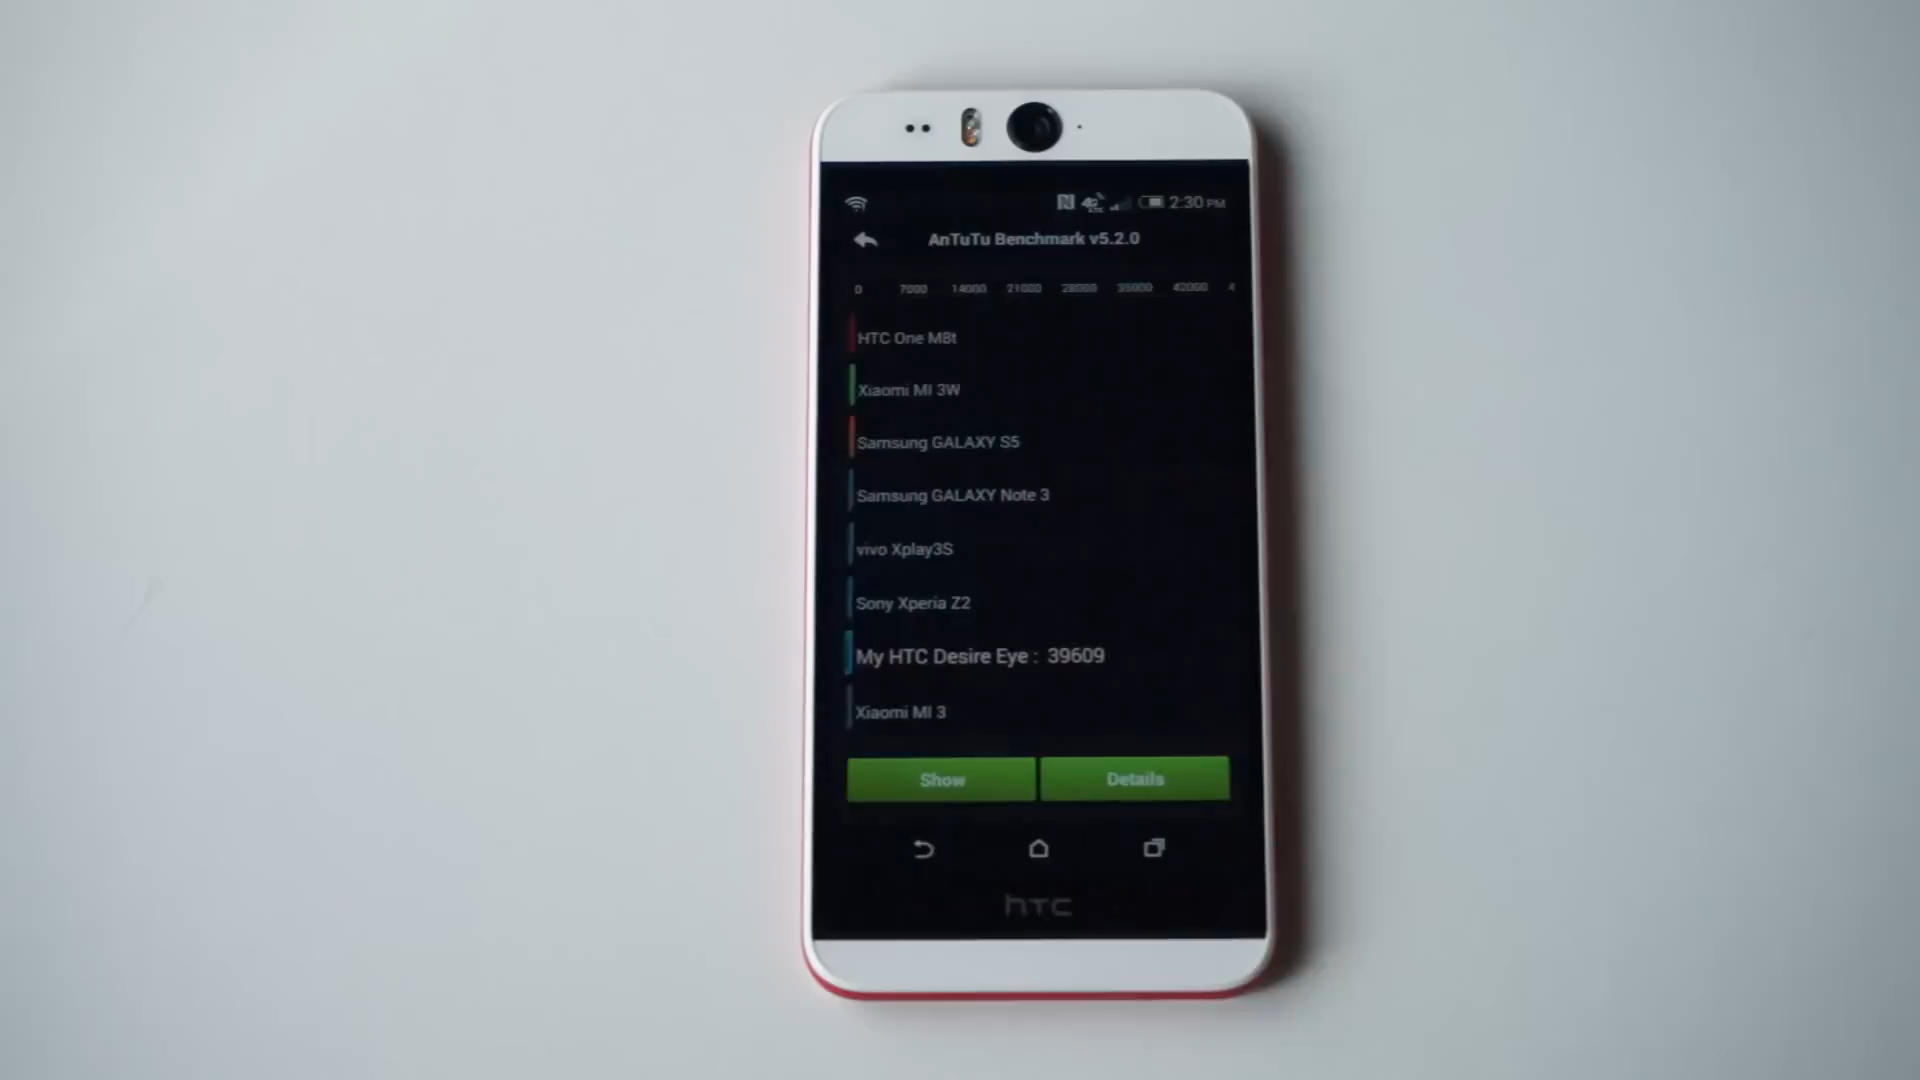 2:30 PM
AnTuTu Benchmark v5.2.0
0 7000 14000 21000 28000 35000 42000 4
HTC One M8t
Xiaomi MI 3W
Samsung GALAXY S5
Samsung GALAXY Note 3
vivo Xplay3S
Sony Xperia Z2
My HTC Desire Eye : 39609
Xiaomi MI 3
Show Details
hTC